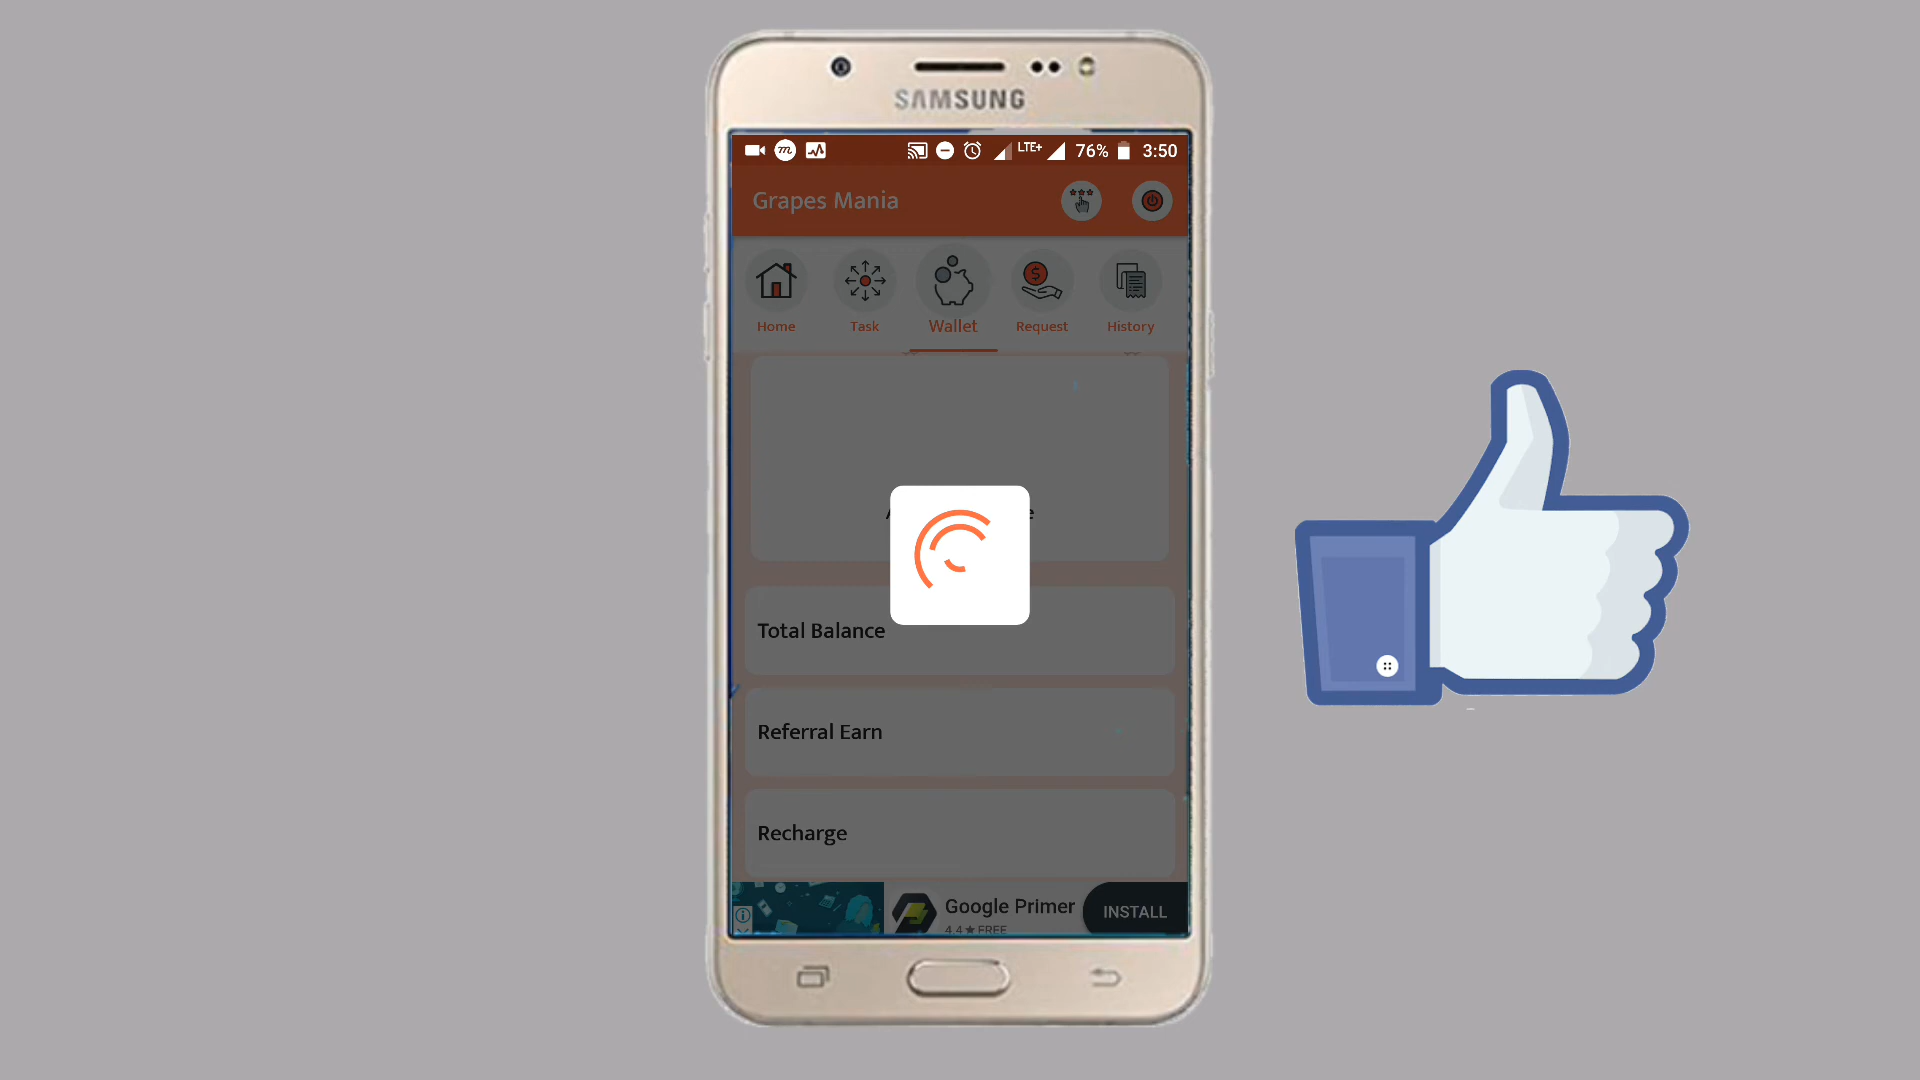 SAMSUNG
LTE+ 76% 3:50
Grapes Mania
Home Task Wallet Request History
Total Balance
Referral Earn
Recharge
Google Primer
4.4★ FREE
INSTALL